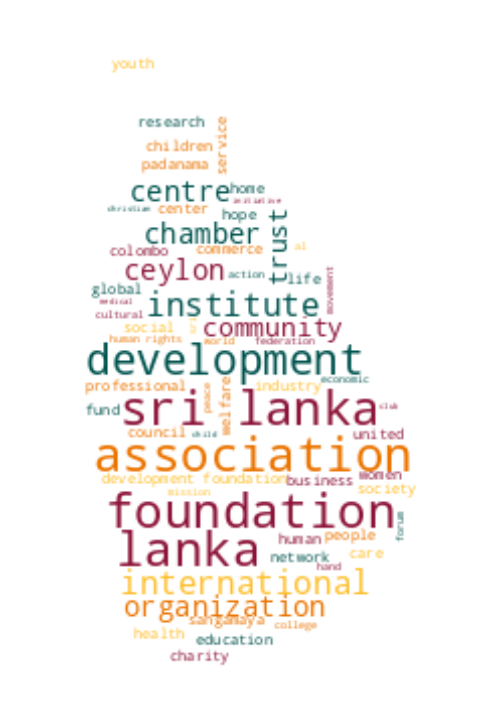 youth
research
service
children
padanama
centre
home
initiative
christian
center
hope
trust
chamber
colombo
commerce
al
ceylon
action
life
movement
global
medical
institute
cultural
social
sri
community
human rights
world
federation
development
economic
professional
peace
welfare
industry
fund
sri lanka
club
council
child
united
association
development foundation
business
women
mission
society
foundation
forum
lanka
human
people
network
care
hand
international
organization
sangamaya
college
health
education
charity